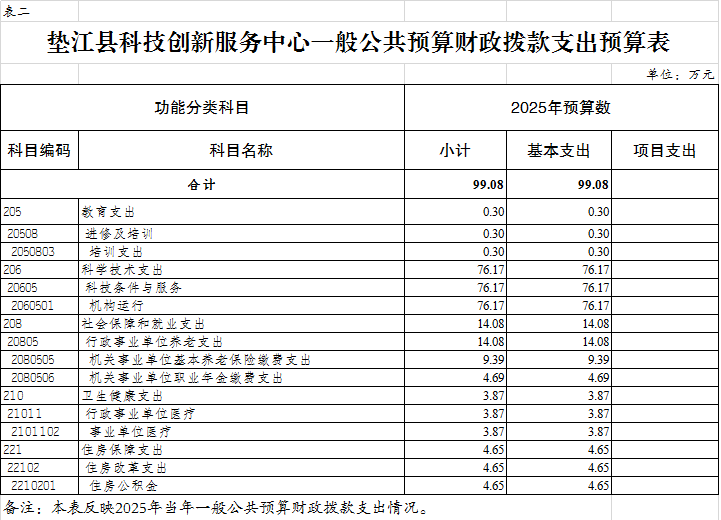 表二
垫江县科技创新服务中心一般公共预算财政拨款支出预算表
单位：万元
功能分类科目 2025年预算数
科目编码 科目名称 小计 基本支出 项目支出
合计 99.08 99.08
205 教育支出 0.30 0.30
20508 进修及培训 0.30 0.30
2050803 培训支出 0.30 0.30
206 科学技术支出 76.17 76.17
20605 科技条件与服务 76.17 76.17
2060501 机构运行 76.17 76.17
208 社会保障和就业支出 14.08 14.08
20805 行政事业单位养老支出 14.08 14.08
2080505 机关事业单位基本养老保险缴费支出 9.39 9.39
2080506 机关事业单位职业年金缴费支出 4.69 4.69
210 卫生健康支出 3.87 3.87
21011 行政事业单位医疗 3.87 3.87
2101102 事业单位医疗 3.87 3.87
221 住房保障支出 4.65 4.65
22102 住房改革支出 4.65 4.65
2210201 住房公积金 4.65 4.65
备注：本表反映2025年当年一般公共预算财政拨款支出情况。